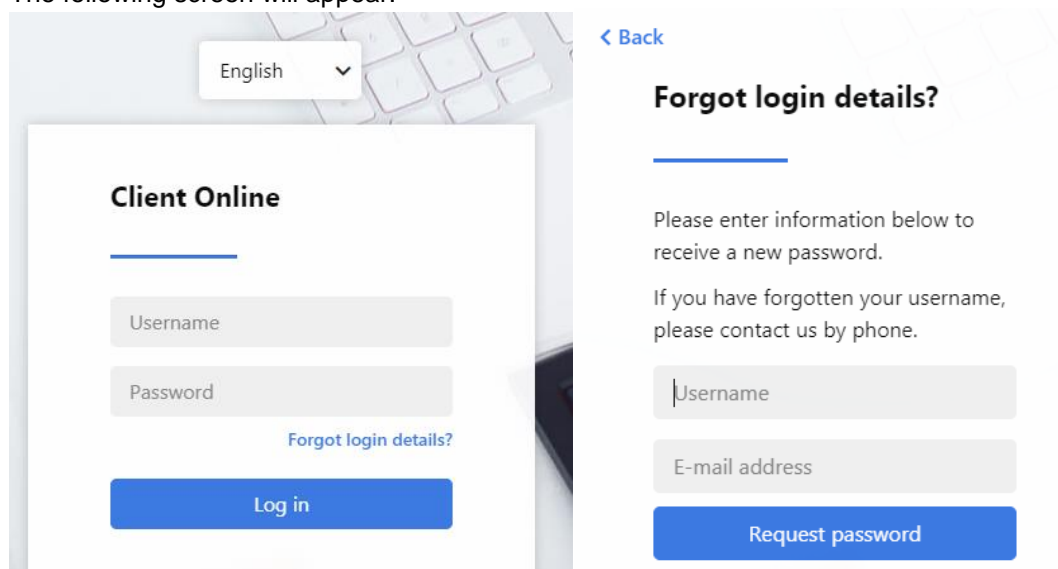 The following screen will appear:
English
Client Online
Username
Password
Forgot login details?
Log in
< Back
Forgot login details?
Please enter information below to
receive a new password.
If you have forgotten your username,
please contact us by phone.
Username
E-mail address
Request password